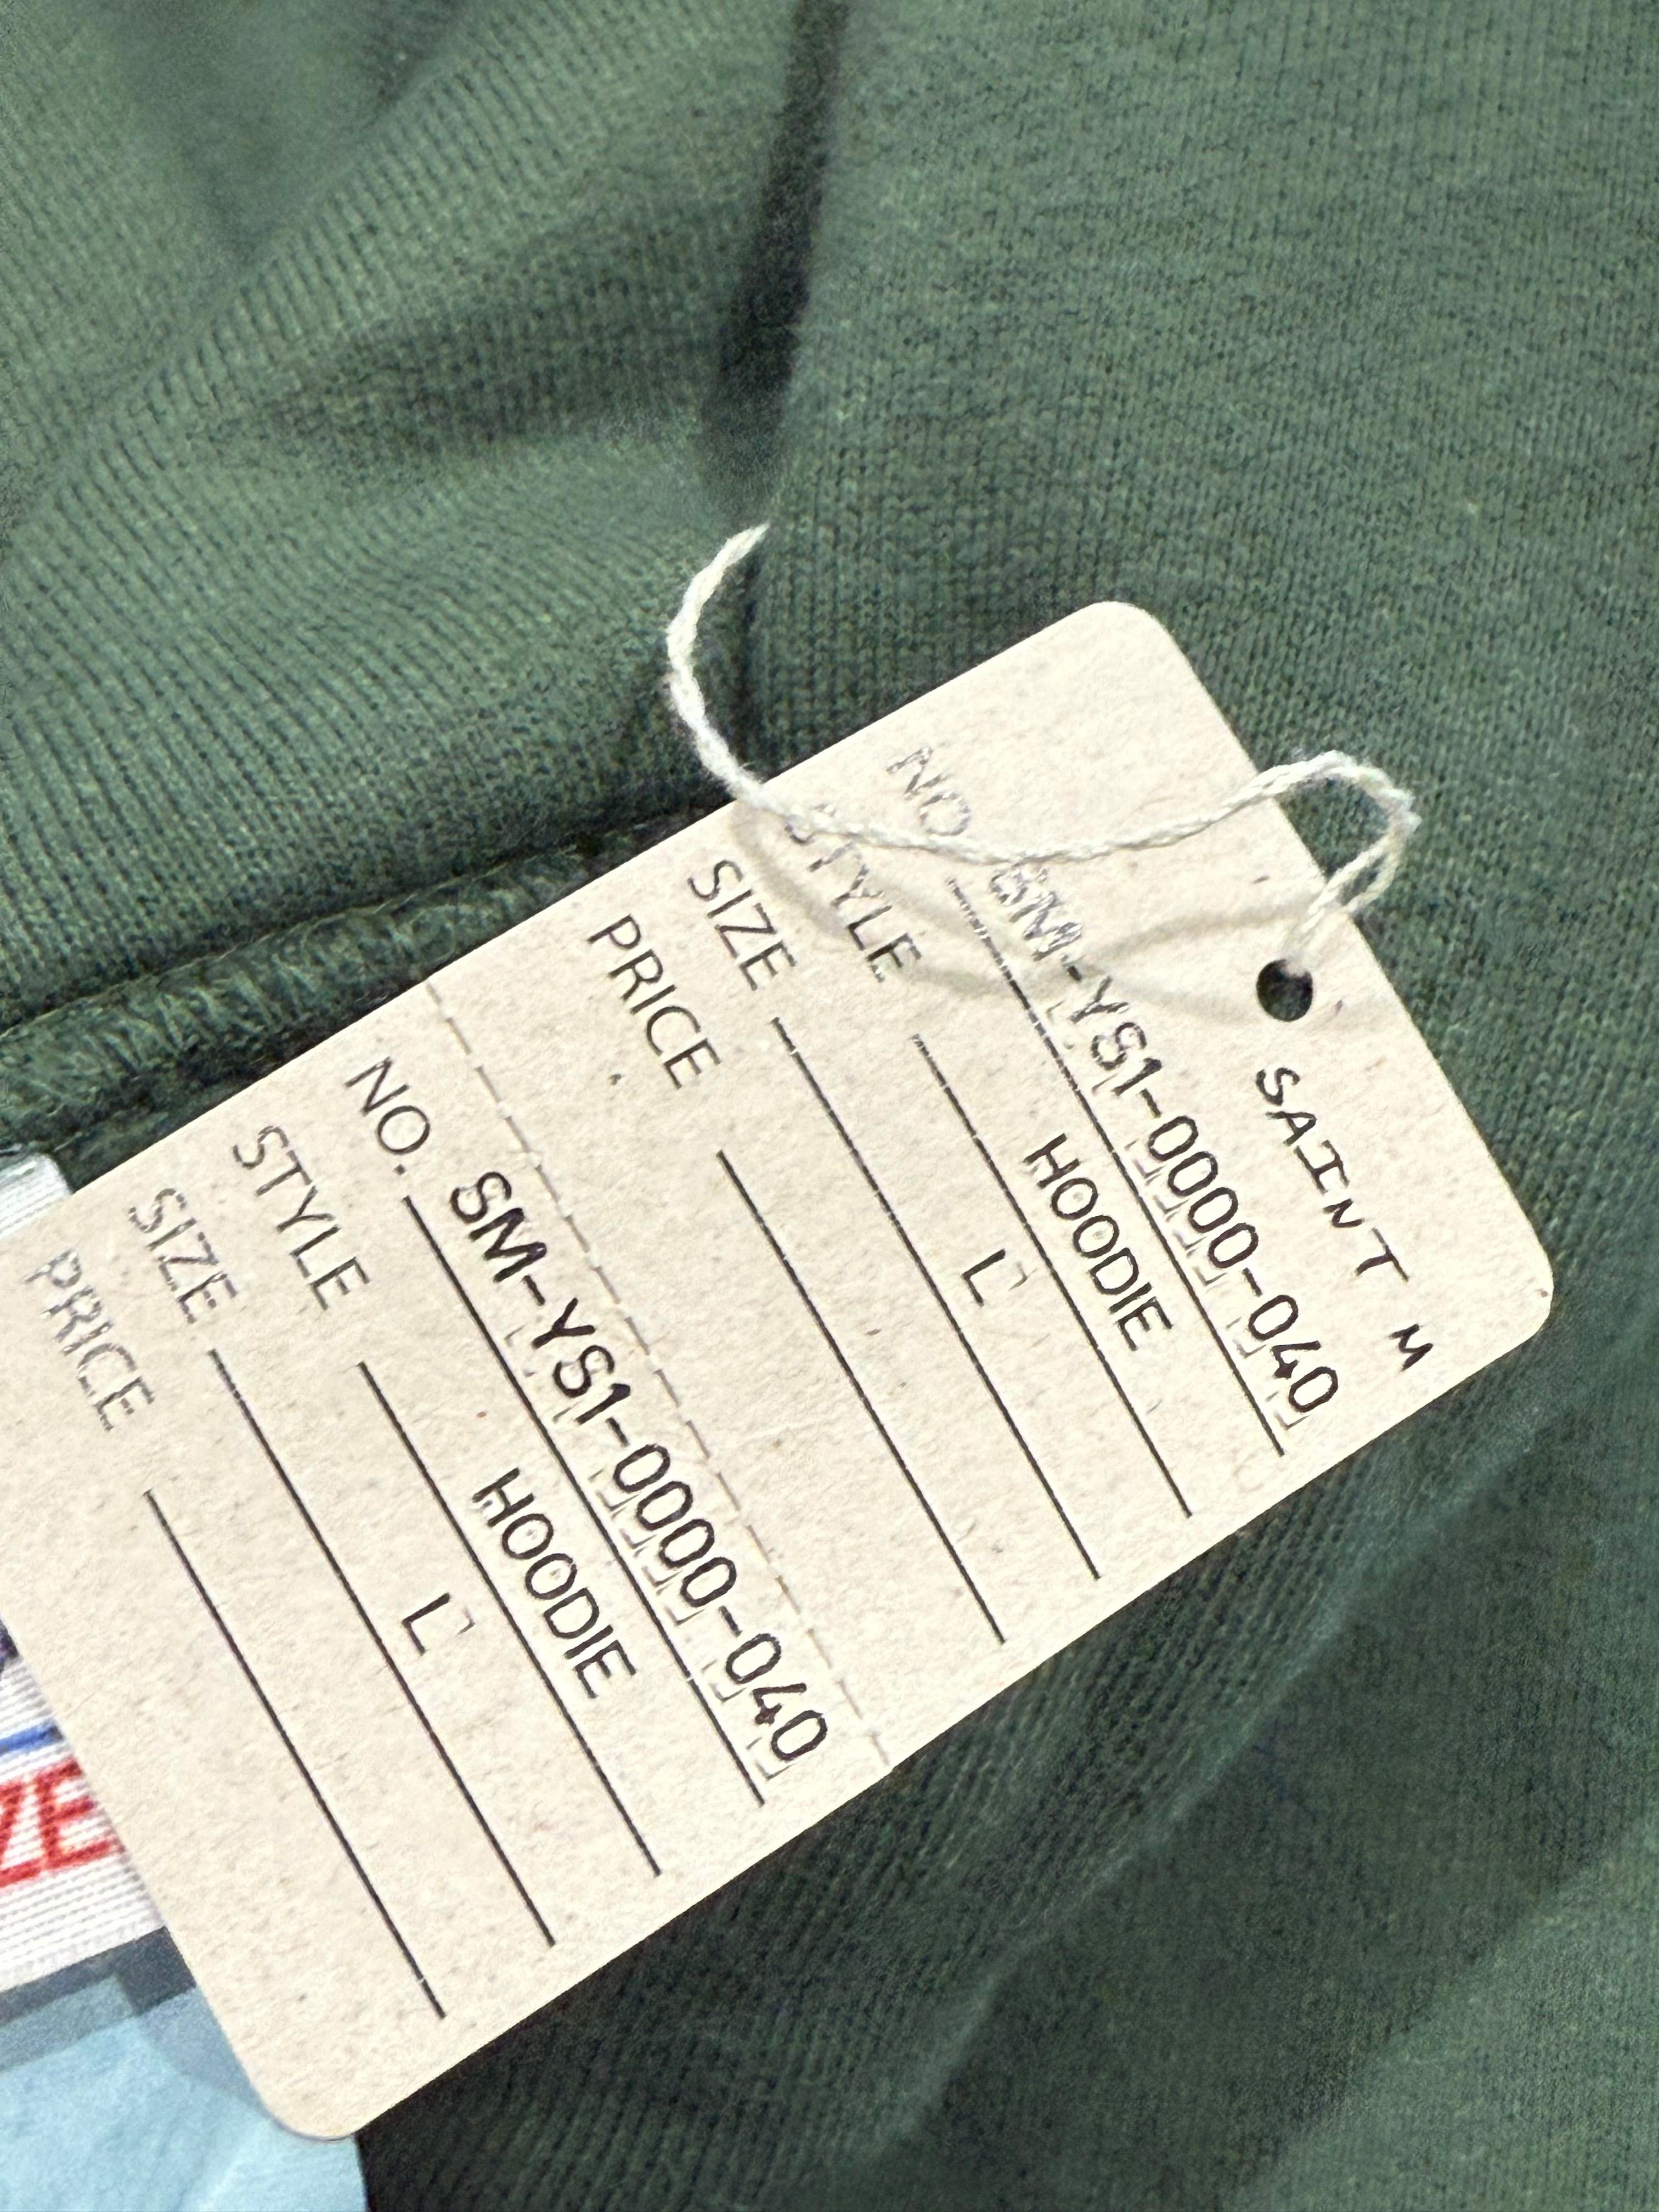 SAINT M
NO. SM-YS1-0000-040
STYLE HOODIE
SIZE L
PRICE
NO. SM-YS1-0000-040
STYLE HOODIE
SIZE L
PRICE
ZE